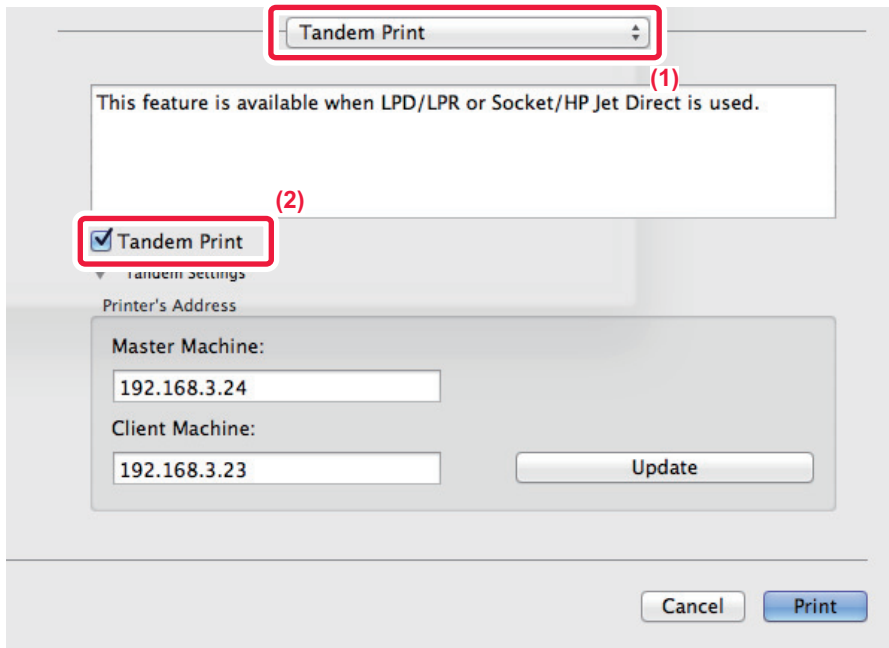 Tandem Print
(1)
This feature is available when LPD/LPR or Socket/HP Jet Direct is used.
(2)
Tandem Print
Tandem Settings
Printer's Address
Master Machine:
192.168.3.24
Client Machine:
192.168.3.23
Update
Cancel
Print